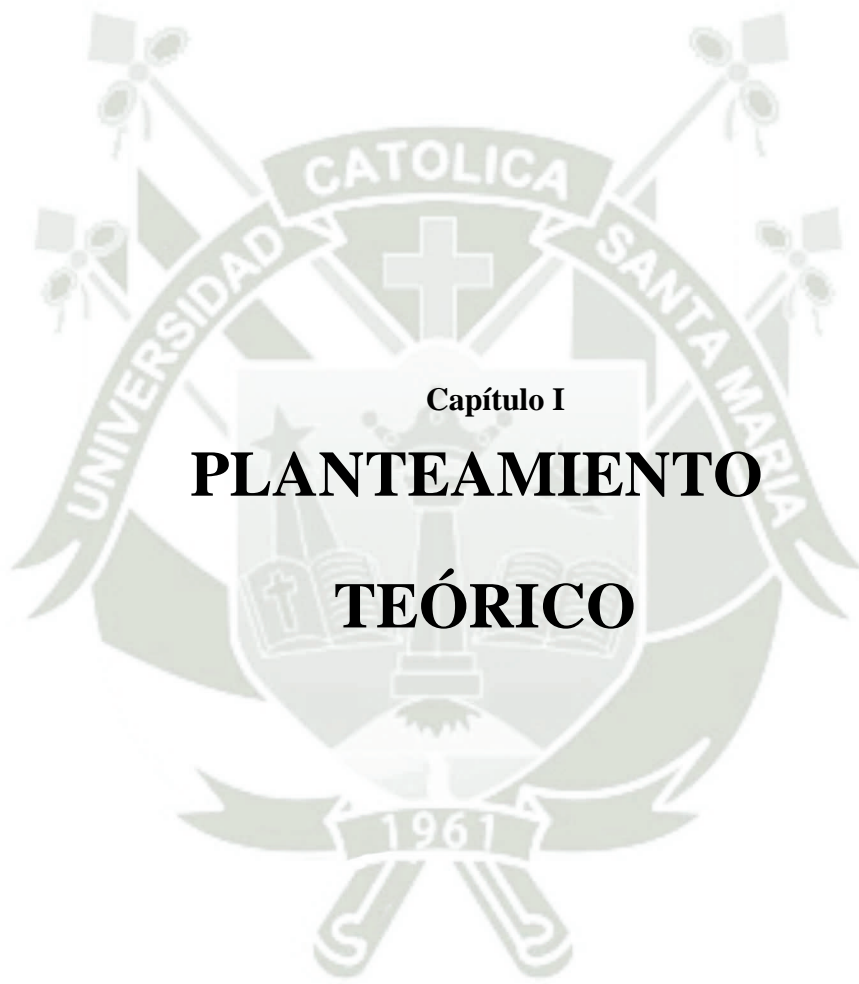 CATOLICA
UNIVERSIDAD
SANTA MARIA
Capítulo I
PLANTEAMIENTO
TEÓRICO
1961